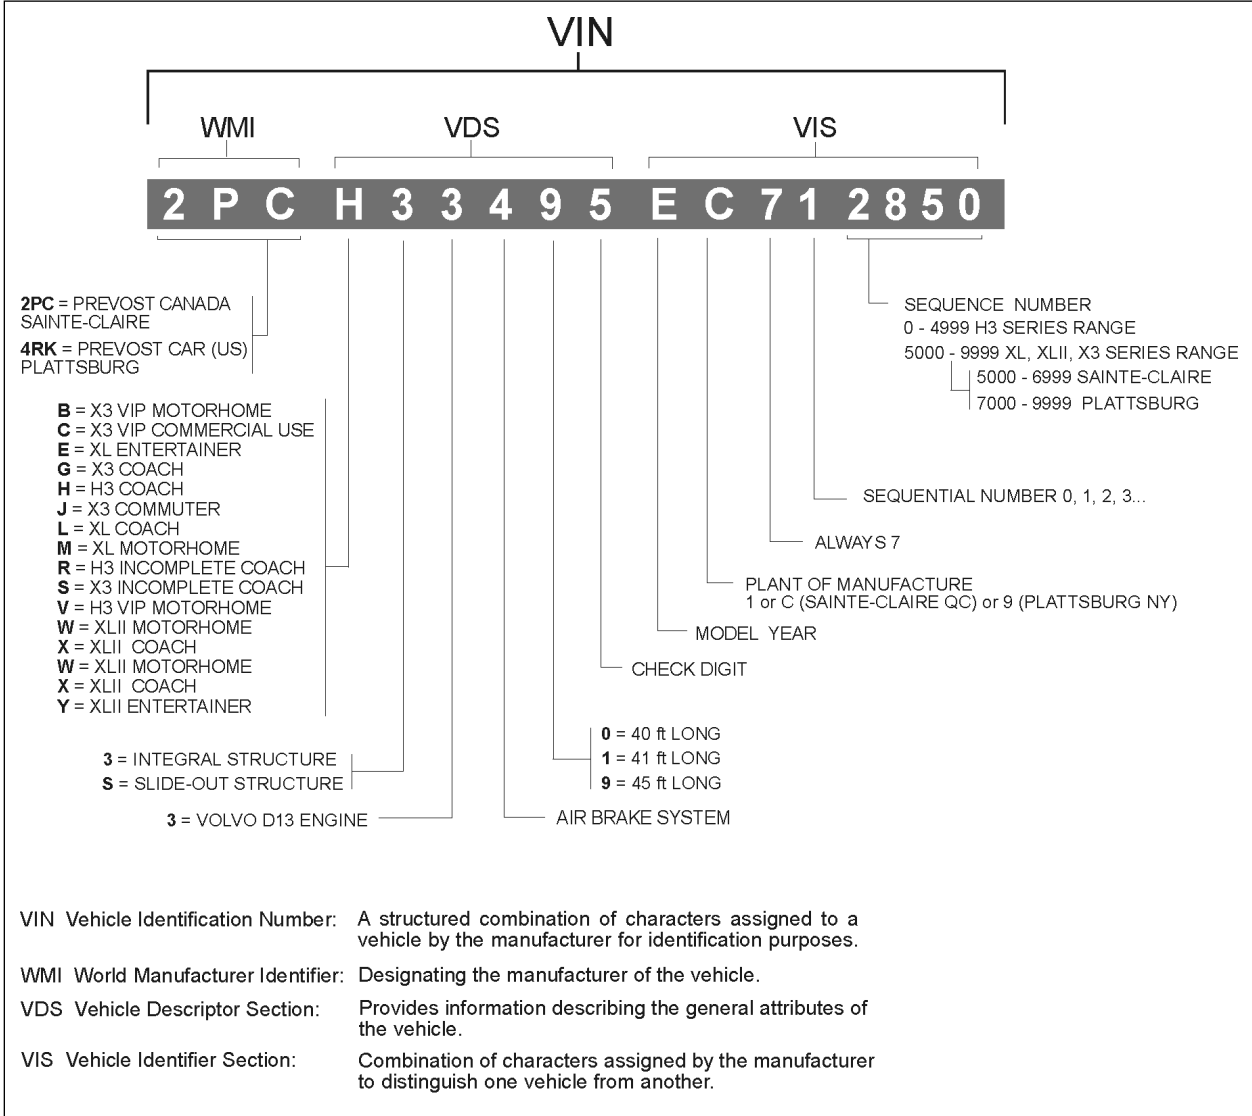 VIN
WMI
VDS
VIS
2 P C H 3 3 4 9 5 E C 7 1 2 8 5 0
2PC = PREVOST CANADA
SAINTE-CLAIRE
4RK = PREVOST CAR (US)
PLATTSBURG
SEQUENCE NUMBER
0 - 4999 H3 SERIES RANGE
5000 - 9999 XL, XLII, X3 SERIES RANGE
5000 - 6999 SAINTE-CLAIRE
7000 - 9999 PLATTSBURG
B = X3 VIP MOTORHOME
C = X3 VIP COMMERCIAL USE
E = XL ENTERTAINER
G = X3 COACH
H = H3 COACH
J = X3 COMMUTER
L = XL COACH
M = XL MOTORHOME
R = H3 INCOMPLETE COACH
S = X3 INCOMPLETE COACH
V = H3 VIP MOTORHOME
W = XLII MOTORHOME
X = XLII COACH
W = XLII MOTORHOME
X = XLII COACH
Y = XLII ENTERTAINER
SEQUENTIAL NUMBER 0, 1, 2, 3...
ALWAYS 7
PLANT OF MANUFACTURE
1 or C (SAINTE-CLAIRE QC) or 9 (PLATTSBURG NY)
MODEL YEAR
CHECK DIGIT
0 = 40 ft LONG
1 = 41 ft LONG
9 = 45 ft LONG
3 = INTEGRAL STRUCTURE
S = SLIDE-OUT STRUCTURE
3 = VOLVO D13 ENGINE
AIR BRAKE SYSTEM
VIN Vehicle Identification Number: A structured combination of characters assigned to a
vehicle by the manufacturer for identification purposes.
WMI World Manufacturer Identifier: Designating the manufacturer of the vehicle.
VDS Vehicle Descriptor Section: Provides information describing the general attributes of
the vehicle.
VIS Vehicle Identifier Section: Combination of characters assigned by the manufacturer
to distinguish one vehicle from another.